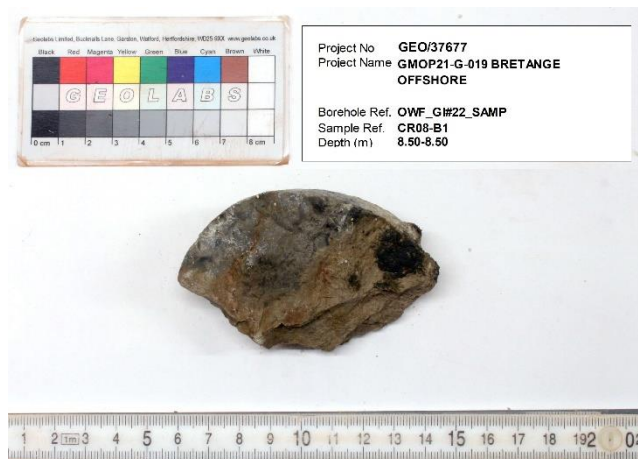 Geolabs Limited, Bucknalls Lane, Garston, Watford, Hertfordshire, WD25 9XX www.geolabs.co.uk
Black Red Magenta Yellow Green Blue Cyan Brown White
GEOLABS
0 cm 1 2 3 4 5 6 7 8 cm
Project No GEO/37677
Project Name GMOP21-G-019 BRETANGE
OFFSHORE
Borehole Ref. OWF_GI#22_SAMP
Sample Ref. CR08-B1
Depth (m) 8.50-8.50
1 2 1m 3 4 5 6 7 8 9 10 11 12 13 14 15 16 17 18 19 20